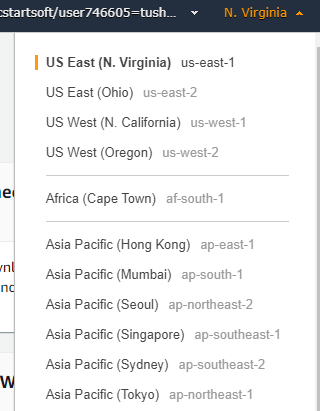 cstartsoft/user746605=tush... N. Virginia
US East (N. Virginia) us-east-1
US East (Ohio) us-east-2
US West (N. California) us-west-1
US West (Oregon) us-west-2
Africa (Cape Town) af-south-1
Asia Pacific (Hong Kong) ap-east-1
Asia Pacific (Mumbai) ap-south-1
Asia Pacific (Seoul) ap-northeast-2
Asia Pacific (Singapore) ap-southeast-1
Asia Pacific (Sydney) ap-southeast-2
Asia Pacific (Tokyo) ap-northeast-1